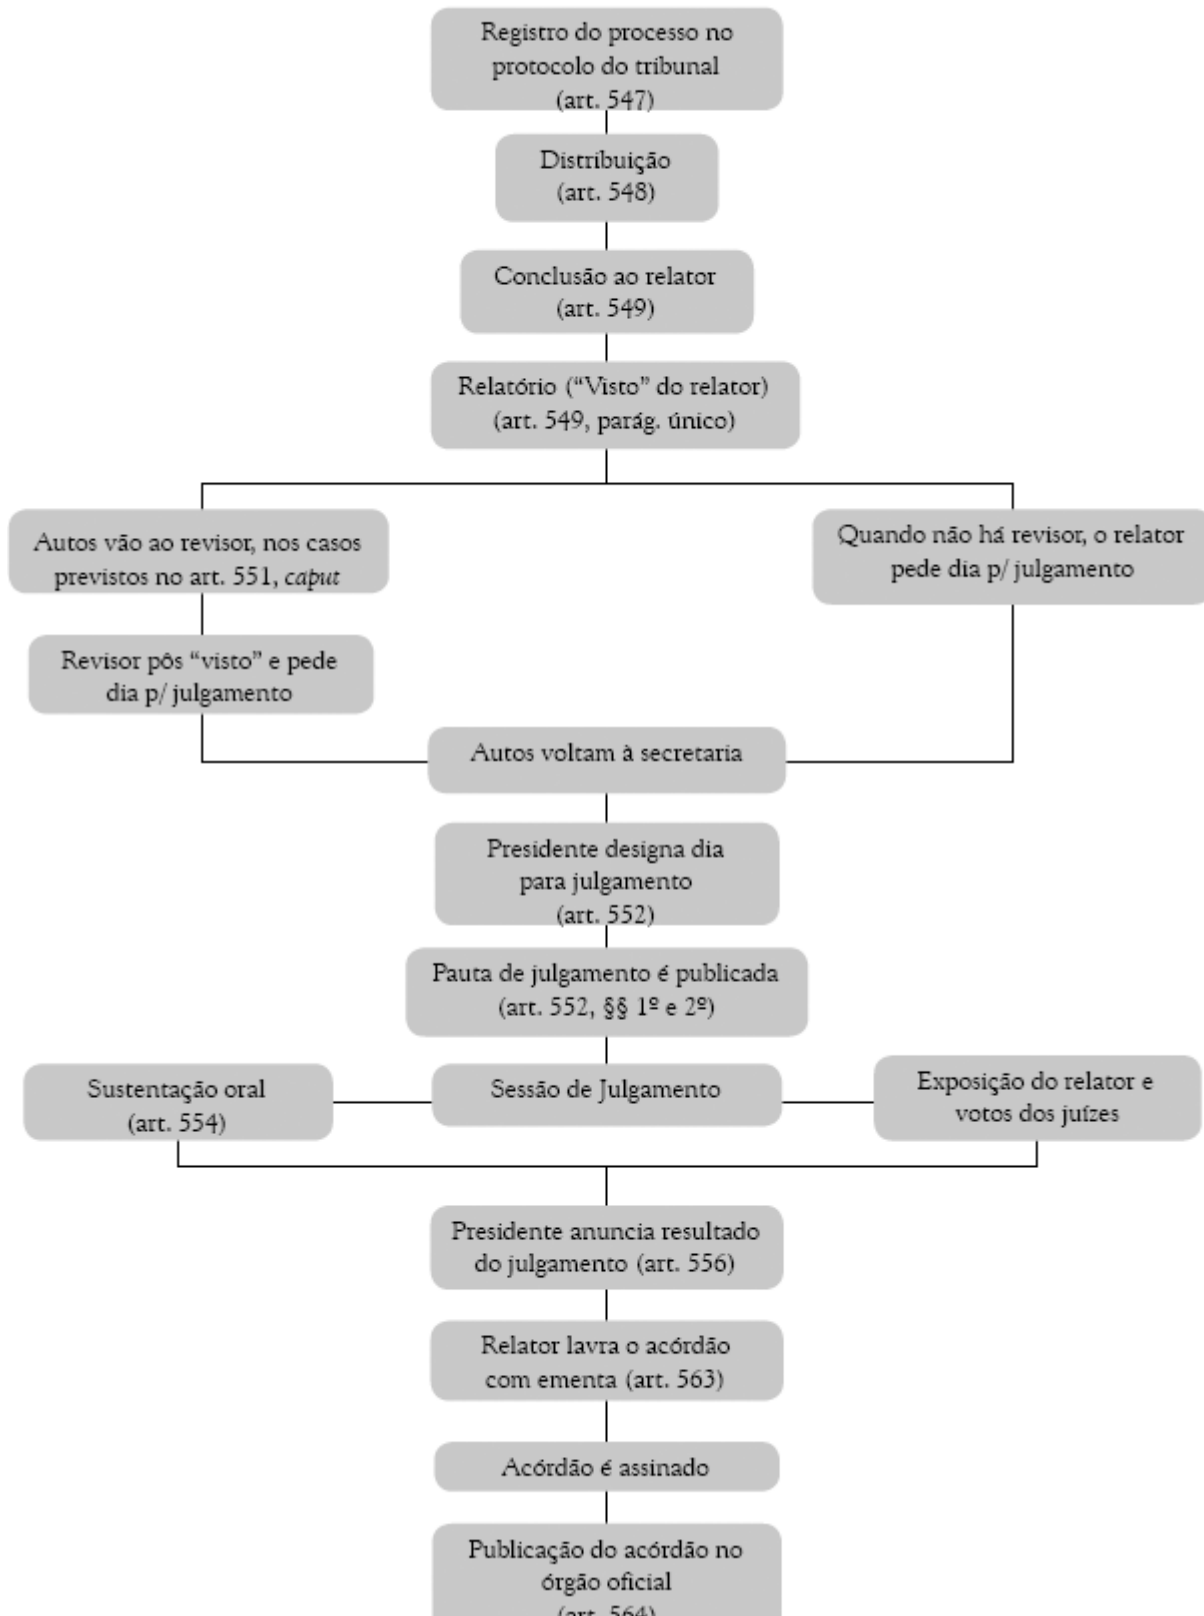 Registro do processo no
protocolo do tribunal
(art. 547)
Distribuição
(art. 548)
Conclusão ao relator
(art. 549)
Relatório (“Visto” do relator)
(art. 549, parág. único)
Autos vão ao revisor, nos casos
previstos no art. 551, caput
Quando não há revisor, o relator
pede dia p/ julgamento
Revisor pôs “visto” e pede
dia p/ julgamento
Autos voltam à secretaria
Presidente designa dia
para julgamento
(art. 552)
Pauta de julgamento é publicada
(art. 552, §§ 1º e 2º)
Sustentação oral
(art. 554)
Sessão de Julgamento
Exposição do relator e
votos dos juízes
Presidente anuncia resultado
do julgamento (art. 556)
Relator lavra o acórdão
com ementa (art. 563)
Acórdão é assinado
Publicação do acórdão no
órgão oficial
(art. 564)